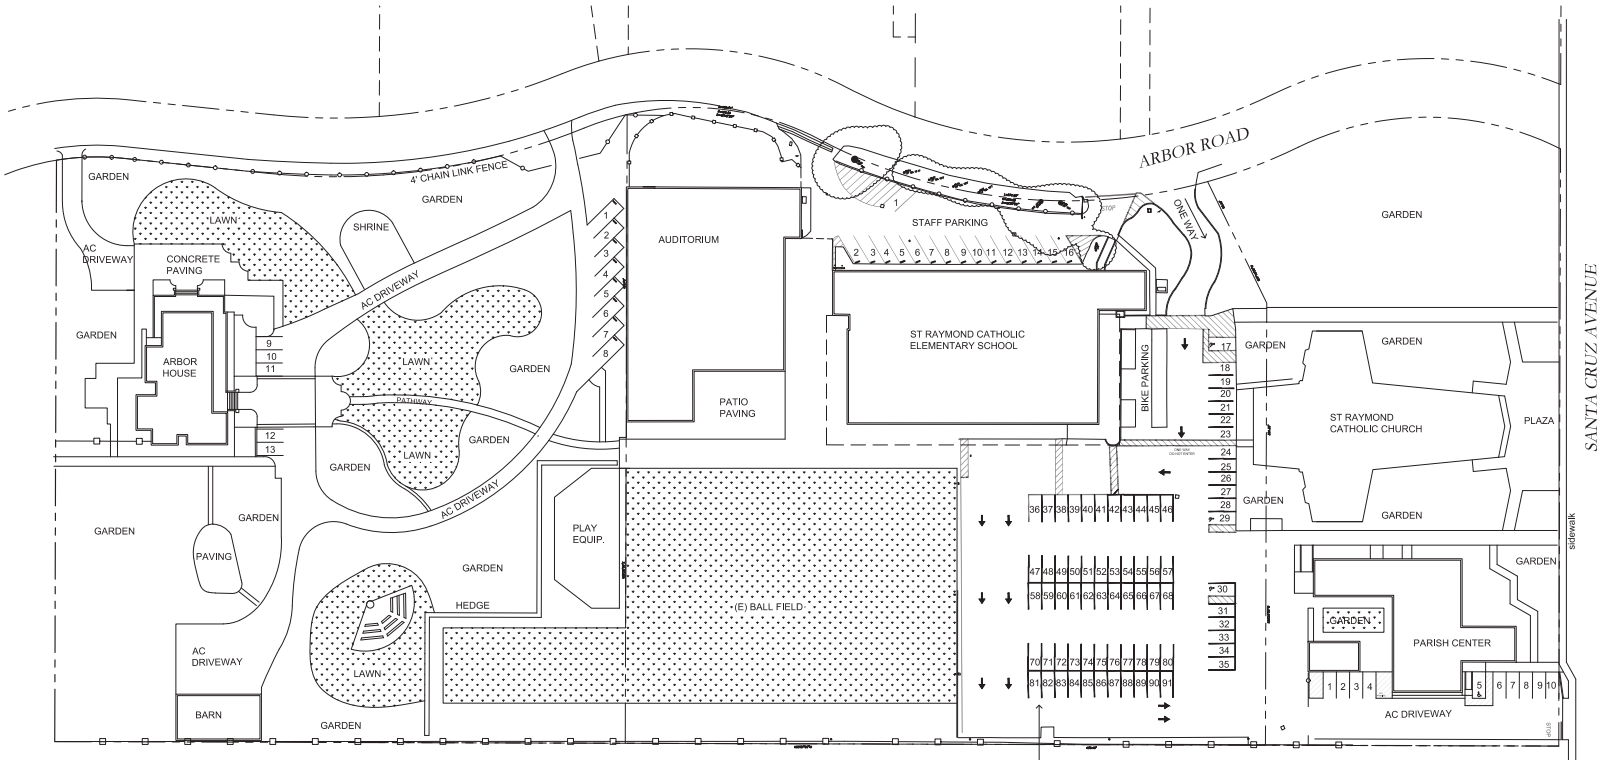 ARBOR ROAD
SANTA CRUZ AVENUE
sidewalk
GARDEN
4' CHAIN LINK FENCE
GARDEN
LAWN
SHRINE
AC
DRIVEWAY
CONCRETE
PAVING
AC DRIVEWAY
GARDEN
ARBOR
HOUSE
9
10
11
12
13
LAWN
PATHWAY
LAWN
GARDEN
GARDEN
GARDEN
AC DRIVEWAY
1
2
3
4
5
6
7
8
AUDITORIUM
PATIO
PAVING
1
STAFF PARKING
2 3 4 5 6 7 8 9 10 11 12 13 14 15 16
STOP
ONE WAY
GARDEN
ST RAYMOND CATHOLIC
ELEMENTARY SCHOOL
BIKE PARKING
17
18
19
20
21
22
23
ONE WAY
DO NOT ENTER
24
25
26
27
28
29
GARDEN
GARDEN
ST RAYMOND
CATHOLIC CHURCH
PLAZA
GARDEN
GARDEN
GARDEN
GARDEN
PAVING
GARDEN
HEDGE
PLAY
EQUIP.
(E) BALL FIELD
36 37 38 39 40 41 42 43 44 45 46
47 48 49 50 51 52 53 54 55 56 57
58 59 60 61 62 63 64 65 66 67 68
70 71 72 73 74 75 76 77 78 79 80
81 82 83 84 85 86 87 88 89 90 91
30
31
32
33
34
35
GARDEN
GARDEN
PARISH CENTER
1 2 3 4
5 6 7 8 9 10
AC DRIVEWAY
STOP
AC
DRIVEWAY
LAWN
BARN
GARDEN